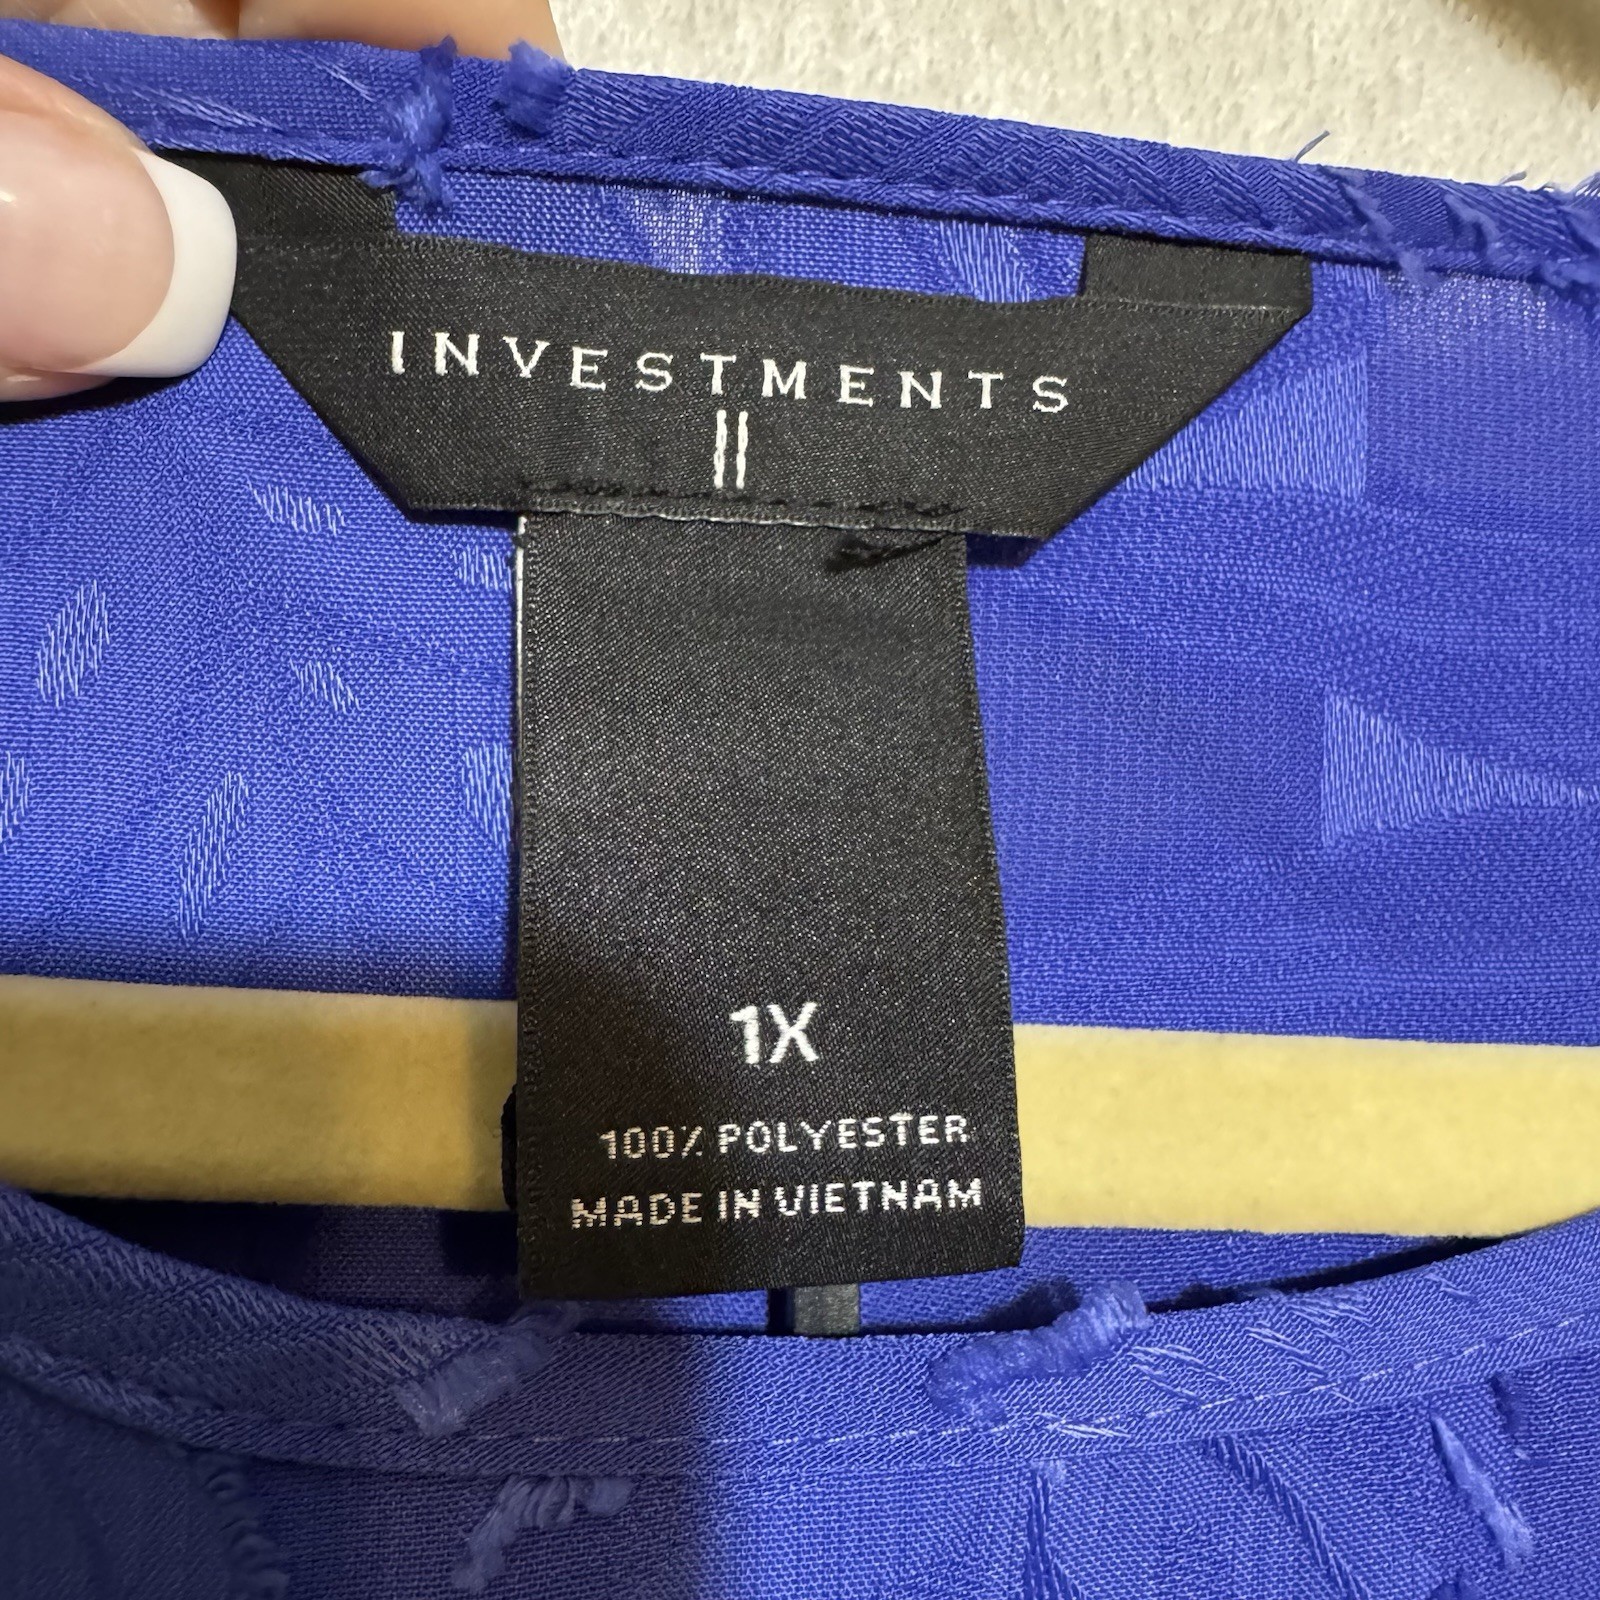 INVESTMENTS
II
1X
100% POLYESTER
MADE IN VIETNAM